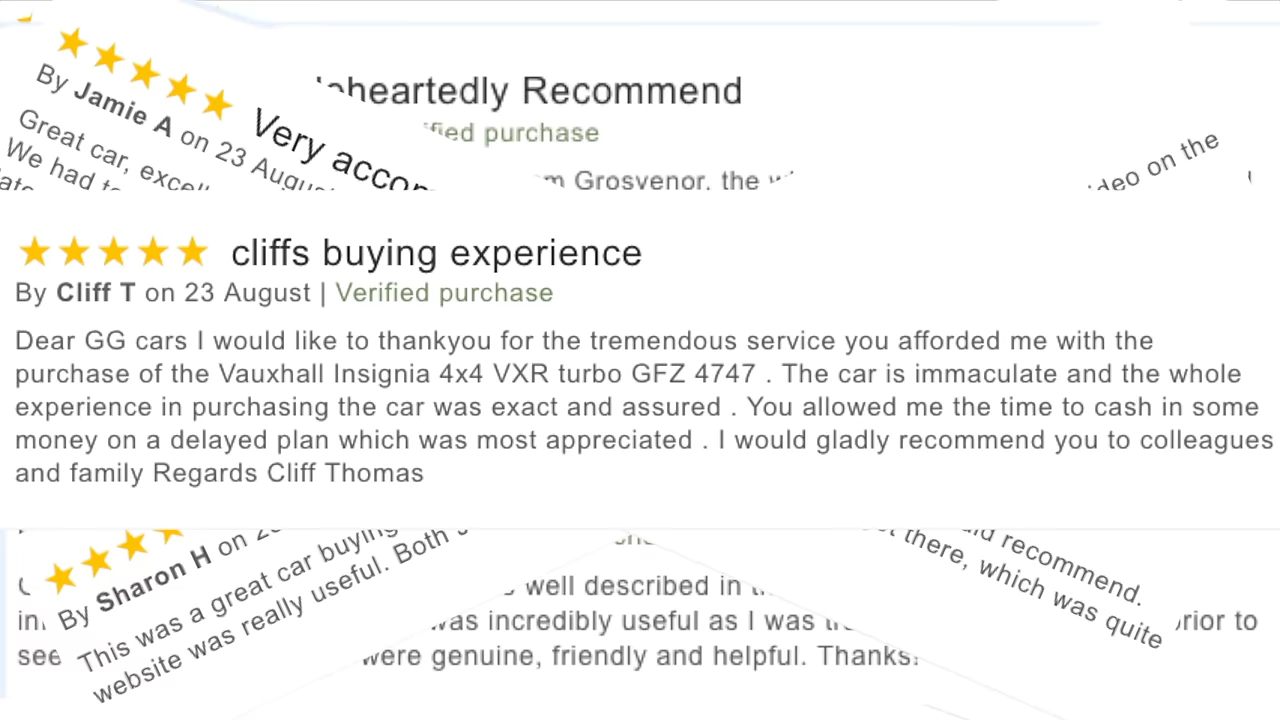 heartedly Recommend
By Jamie A on 23 August
Very
purchase
Great car,
We had
Grosvenor, the
deo on the
cliffs buying experience
By Cliff T on 23 August | Verified purchase
Dear GG cars I would like to thankyou for the tremendous service you afforded me with the
purchase of the Vauxhall Insignia 4x4 VXR turbo GFZ 4747 . The car is immaculate and the whole
experience in purchasing the car was exact and assured . You allowed me the time to cash in some
money on a delayed plan which was most appreciated . I would gladly recommend you to colleagues
and family Regards Cliff Thomas
By Sharon H on
This was a great car buying
website was really useful. Both
recommend.
there, which was quite
well described in
was incredibly useful as I was
prior to
see
were genuine, friendly and helpful. Thanks.